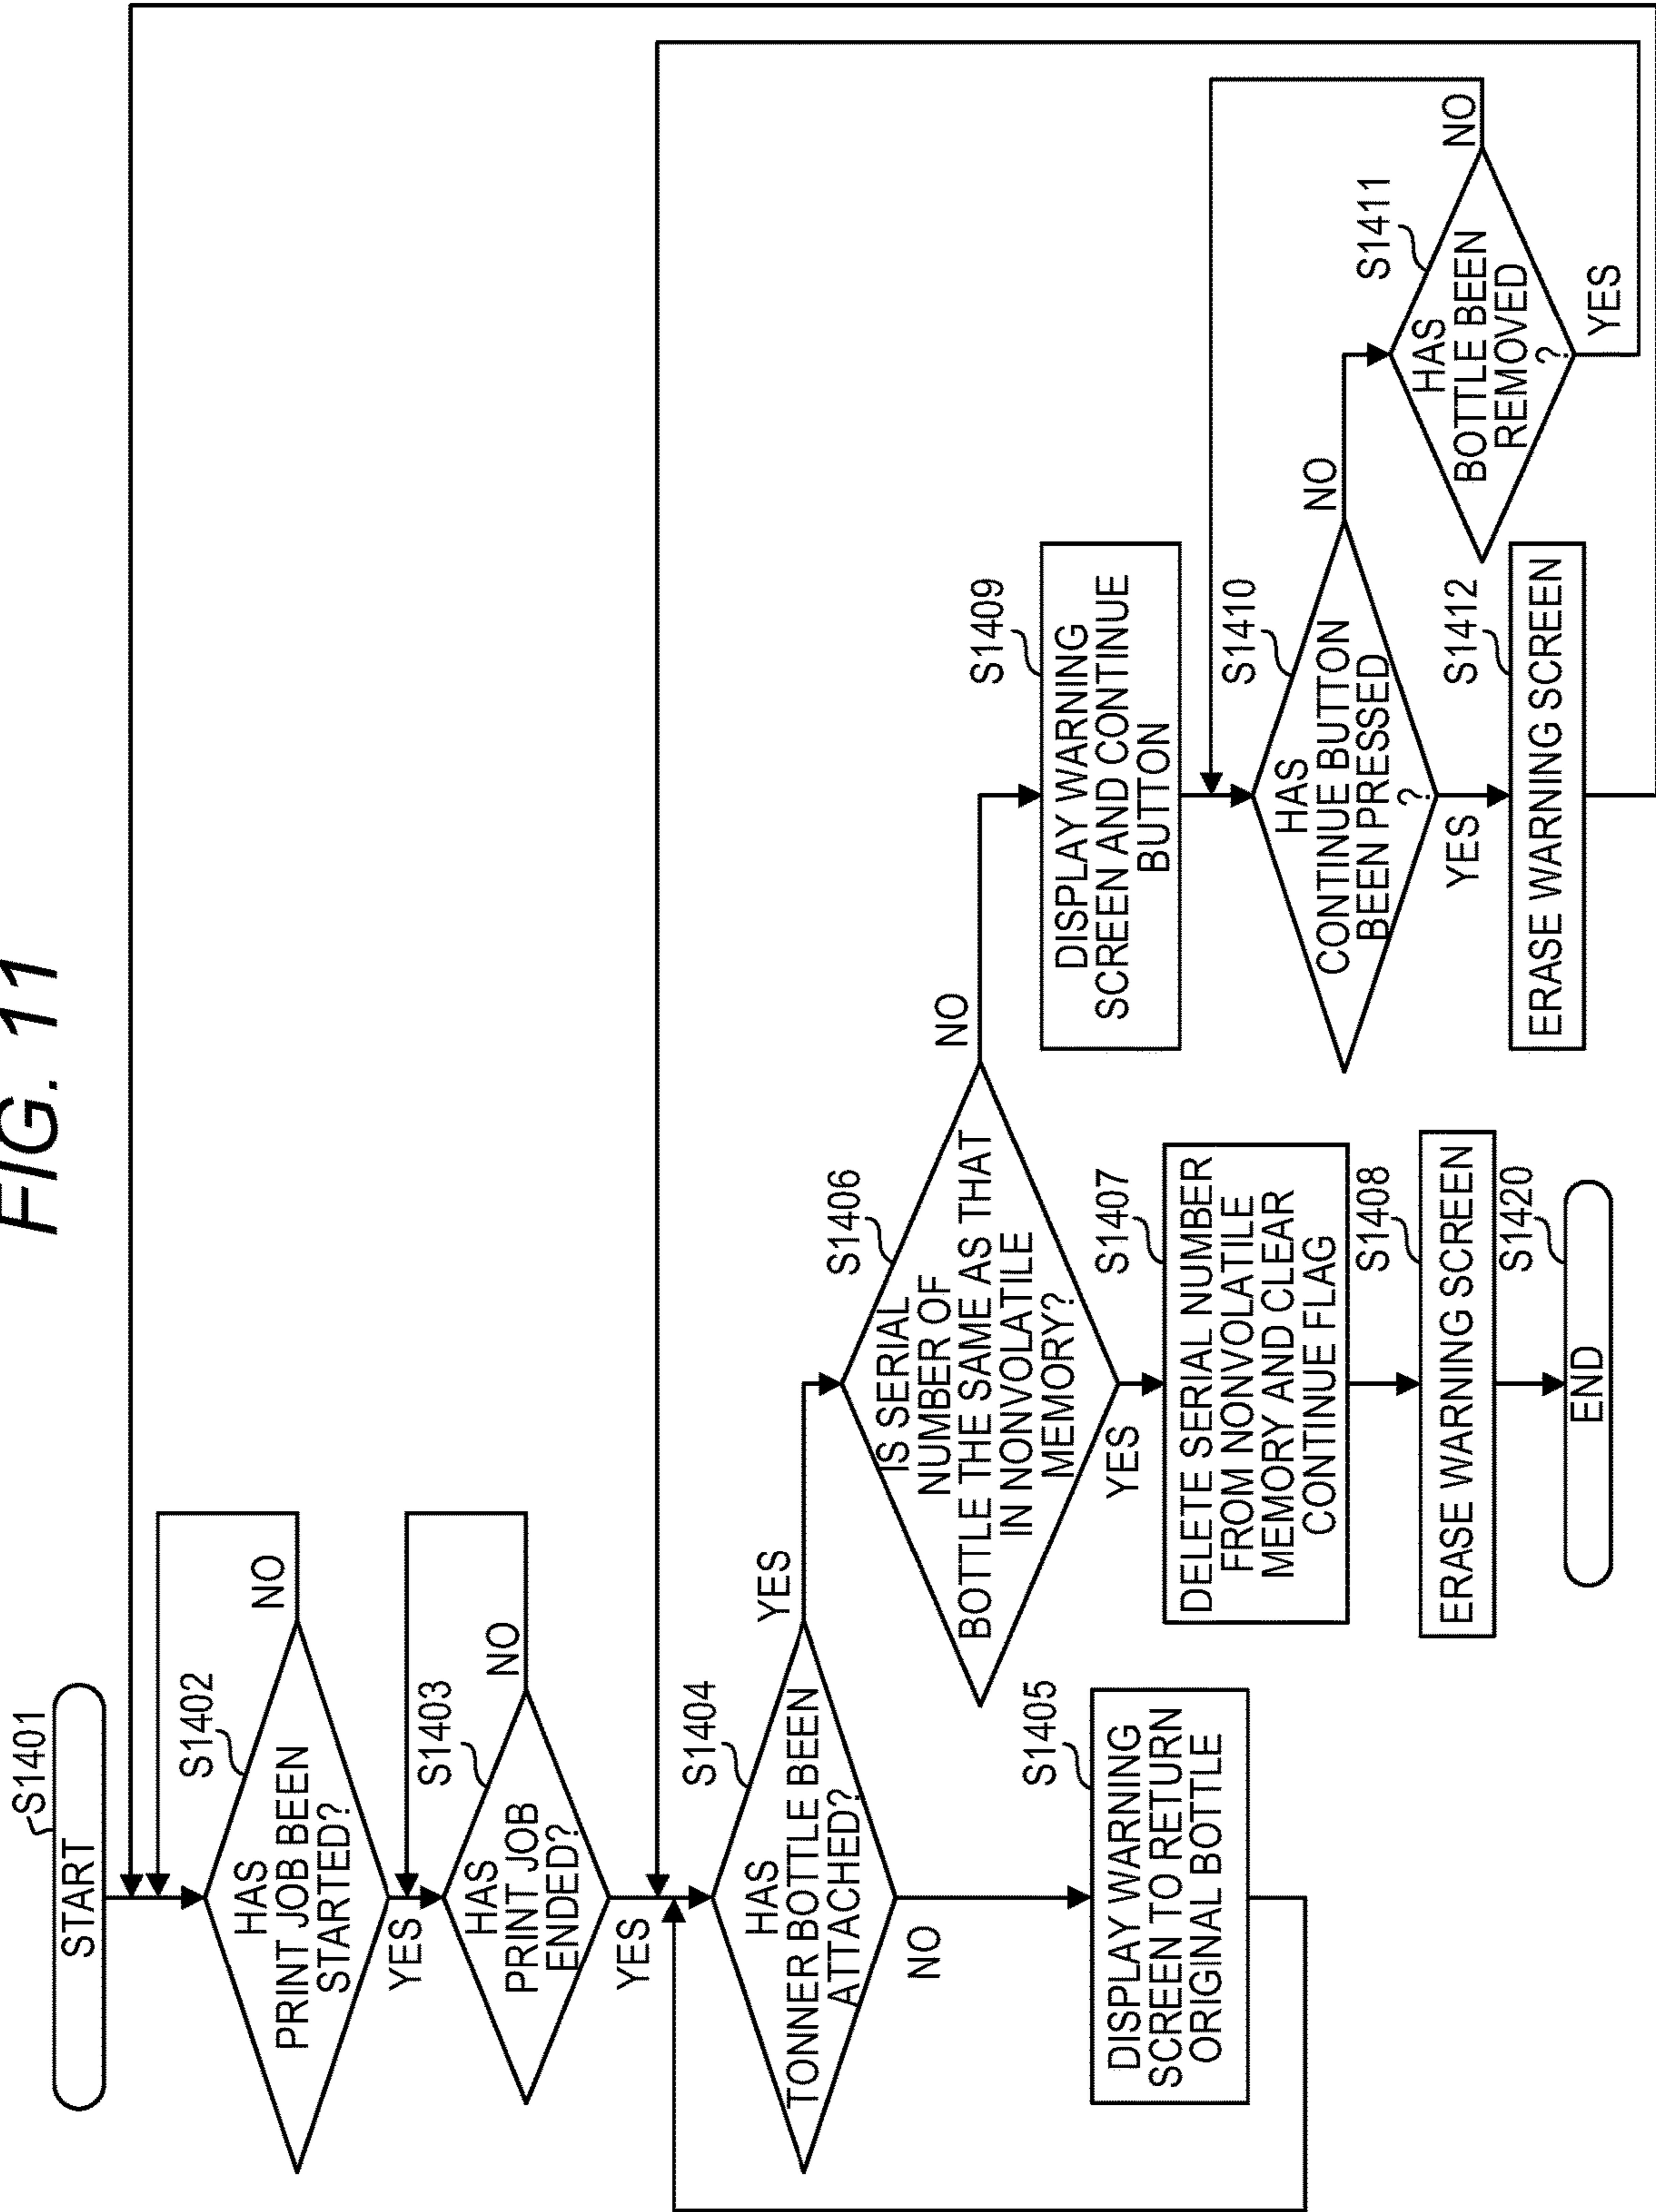 FIG. 11
S1401
START
S1402
HAS
PRINT JOB BEEN
STARTED?
NO
YES
S1403
HAS
PRINT JOB
ENDED?
NO
YES
S1404
HAS
TONNER BOTTLE BEEN
ATTACHED?
YES
NO
S1405
DISPLAY WARNING
SCREEN TO RETURN
ORIGINAL BOTTLE
S1406
IS SERIAL
NUMBER OF
BOTTLE THE SAME AS THAT
IN NONVOLATILE
MEMORY?
NO
YES
S1407
DELETE SERIAL NUMBER
FROM NONVOLATILE
MEMORY AND CLEAR
CONTINUE FLAG
S1408
ERASE WARNING SCREEN
S1420
END
S1409
DISPLAY WARNING
SCREEN AND CONTINUE
BUTTON
S1410
HAS
CONTINUE BUTTON
BEEN PRESSED
?
NO
YES
S1411
HAS
BOTTLE BEEN
REMOVED
?
NO
YES
S1412
ERASE WARNING SCREEN